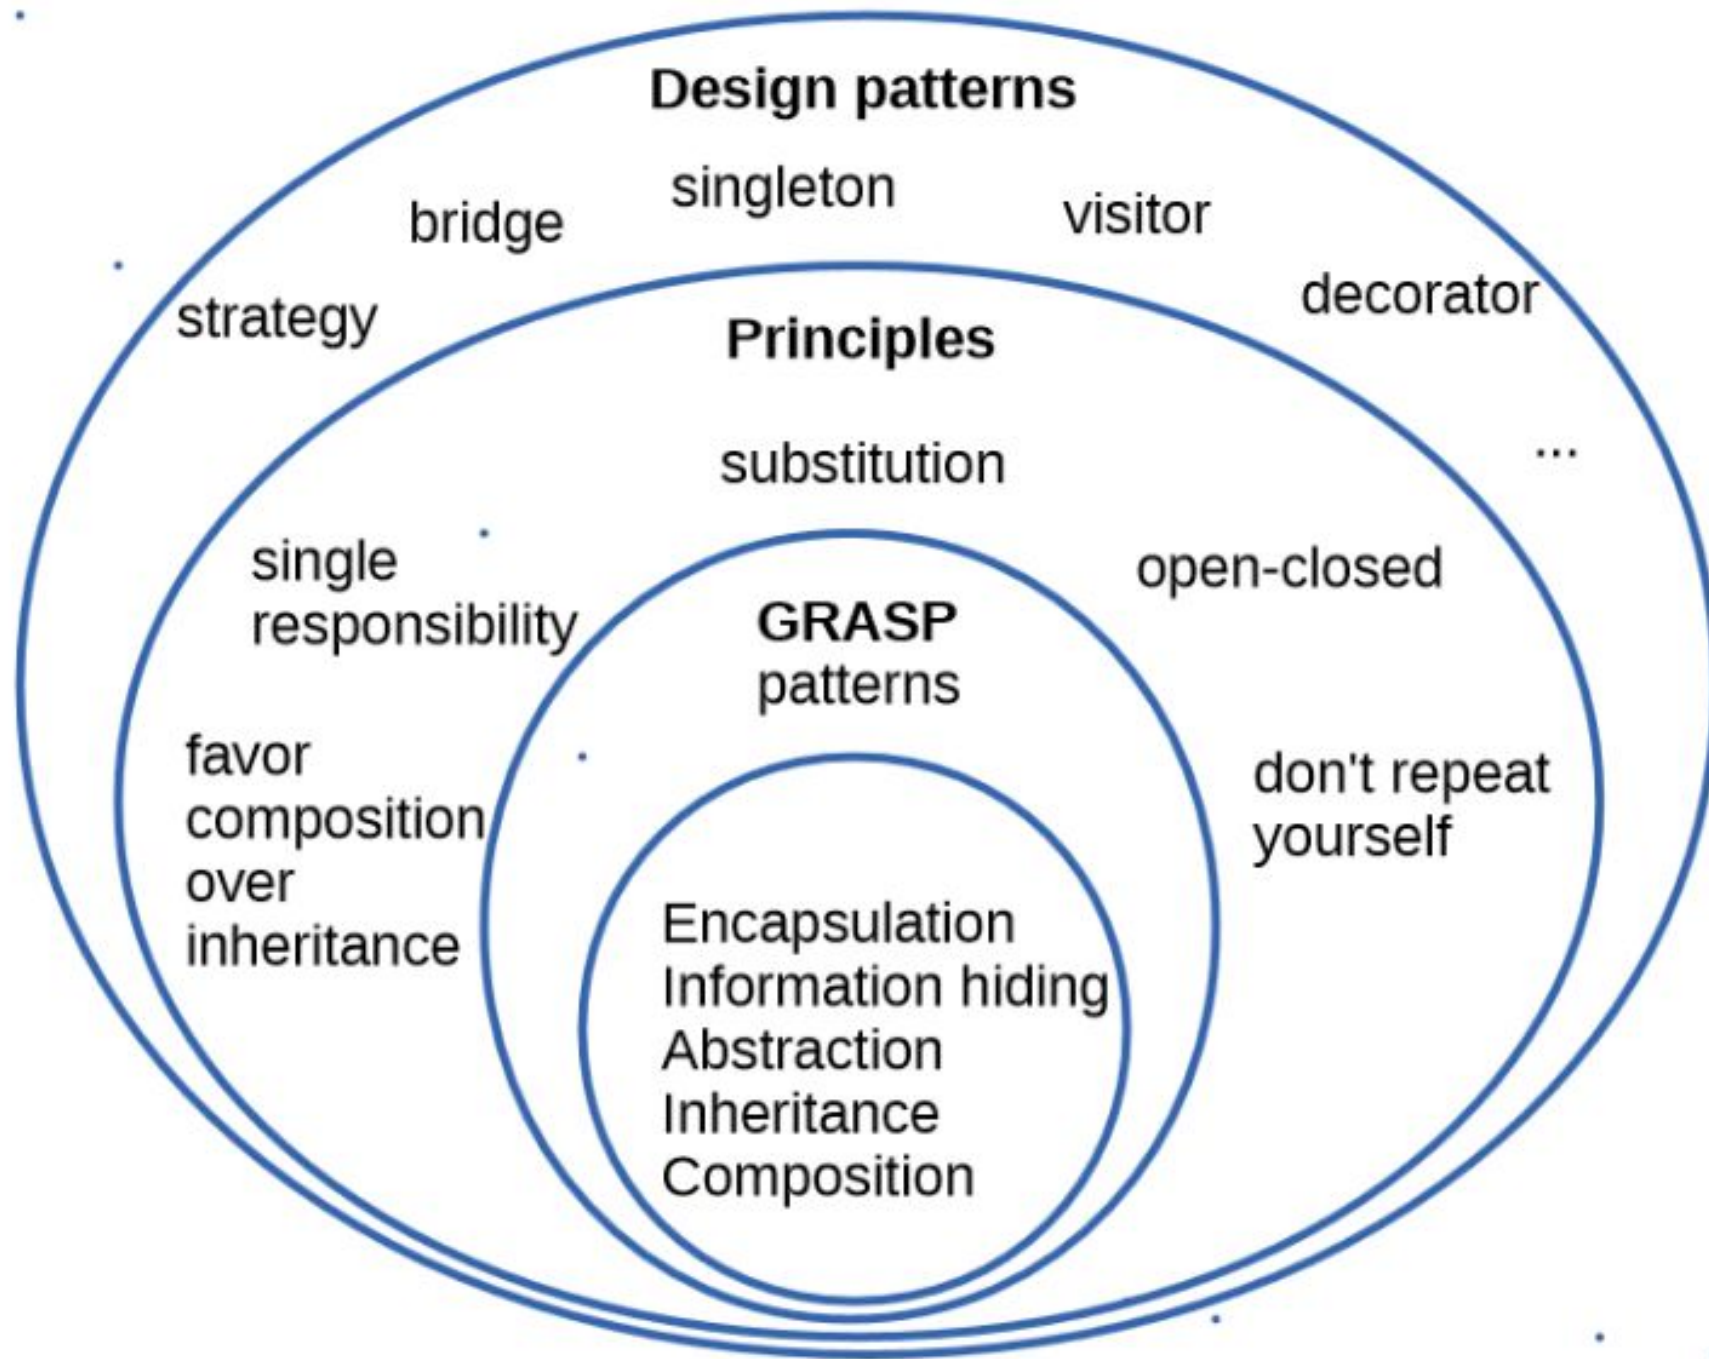 Design patterns
singleton
bridge
visitor
strategy
decorator
...
Principles
substitution
single
responsibility
open-closed
favor
composition
over
inheritance
don't repeat
yourself
GRASP
patterns
Encapsulation
Information hiding
Abstraction
Inheritance
Composition